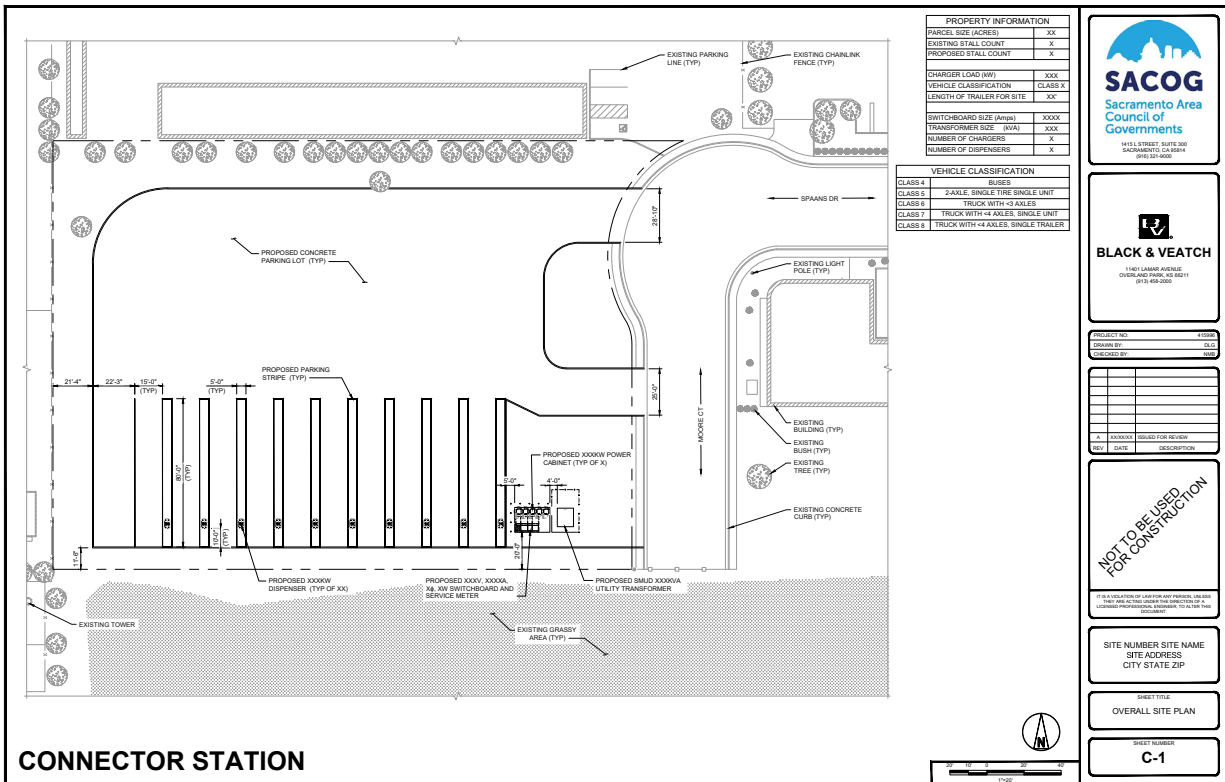 EXISTING PARKING
LINE (TYP)
EXISTING CHAINLINK
FENCE (TYP)
SPAANS DR
28'-10"
PROPOSED CONCRETE
PARKING LOT (TYP)
EXISTING LIGHT
POLE (TYP)
PROPOSED PARKING
STRIPE (TYP)
21'-4"
22'-3"
15'-0"
(TYP)
5'-0"
(TYP)
25'-0"
MOORE CT
EXISTING
BUILDING (TYP)
EXISTING
BUSH (TYP)
EXISTING
TREE (TYP)
80'-0"
(TYP)
PROPOSED XXXKW POWER
CABINET (TYP OF X)
5'-0"
4'-0"
EXISTING CONCRETE
CURB (TYP)
10'-0"
(TYP)
11'-6"
20'-0"
PROPOSED XXXKW
DISPENSER (TYP OF XX)
PROPOSED XXXV, XXXXA,
Xϕ, XW SWITCHBOARD AND
SERVICE METER
PROPOSED SMUD XXXKVA
UTILITY TRANSFORMER
EXISTING TOWER
EXISTING GRASSY
AREA (TYP)
CONNECTOR STATION
N
20' 10' 0 20' 40'
1"=20'
PROPERTY INFORMATION
PARCEL SIZE (ACRES) XX
EXISTING STALL COUNT X
PROPOSED STALL COUNT X
CHARGER LOAD (kW) XXX
VEHICLE CLASSIFICATION CLASS X
LENGTH OF TRAILER FOR SITE XX'
SWITCHBOARD SIZE (Amps) XXXX
TRANSFORMER SIZE (kVA) XXX
NUMBER OF CHARGERS X
NUMBER OF DISPENSERS X
VEHICLE CLASSIFICATION
CLASS 4 BUSES
CLASS 5 2-AXLE, SINGLE TIRE SINGLE UNIT
CLASS 6 TRUCK WITH <3 AXLES
CLASS 7 TRUCK WITH <4 AXLES, SINGLE UNIT
CLASS 8 TRUCK WITH <4 AXLES, SINGLE TRAILER
SACOG
Sacramento Area
Council of
Governments
1415 L STREET, SUITE 300
SACRAMENTO, CA 95814
(916) 321-9000
BV
BLACK & VEATCH
11401 LAMAR AVENUE
OVERLAND PARK, KS 66211
(913) 458-2000
PROJECT NO: 415986
DRAWN BY: DLG
CHECKED BY: NMB
A XX/XX/XX ISSUED FOR REVIEW
REV DATE DESCRIPTION
NOT TO BE USED
FOR CONSTRUCTION
IT IS A VIOLATION OF LAW FOR ANY PERSON, UNLESS
THEY ARE ACTING UNDER THE DIRECTION OF A
LICENSED PROFESSIONAL ENGINEER, TO ALTER THIS
DOCUMENT.
SITE NUMBER SITE NAME
SITE ADDRESS
CITY STATE ZIP
SHEET TITLE
OVERALL SITE PLAN
SHEET NUMBER
C-1